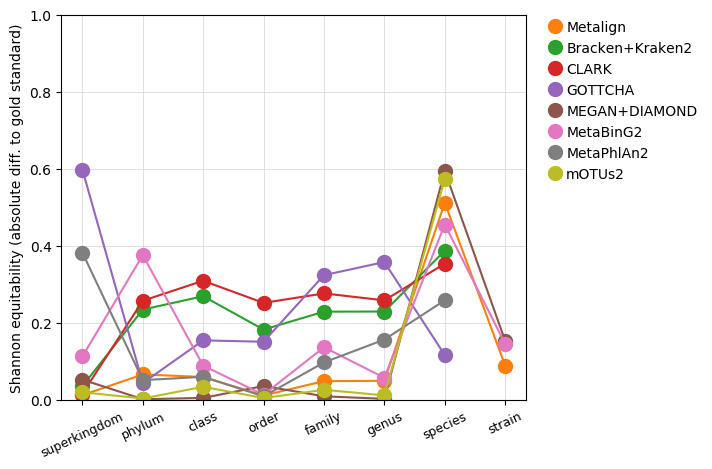 Shannon equitability (absolute diff. to gold standard)
1.0
0.8
0.6
0.4
0.2
0.0
superkingdom
phylum
class
order
family
genus
species
strain
Metalign
Bracken+Kraken2
CLARK
GOTTCHA
MEGAN+DIAMOND
MetaBinG2
MetaPhlAn2
mOTUs2